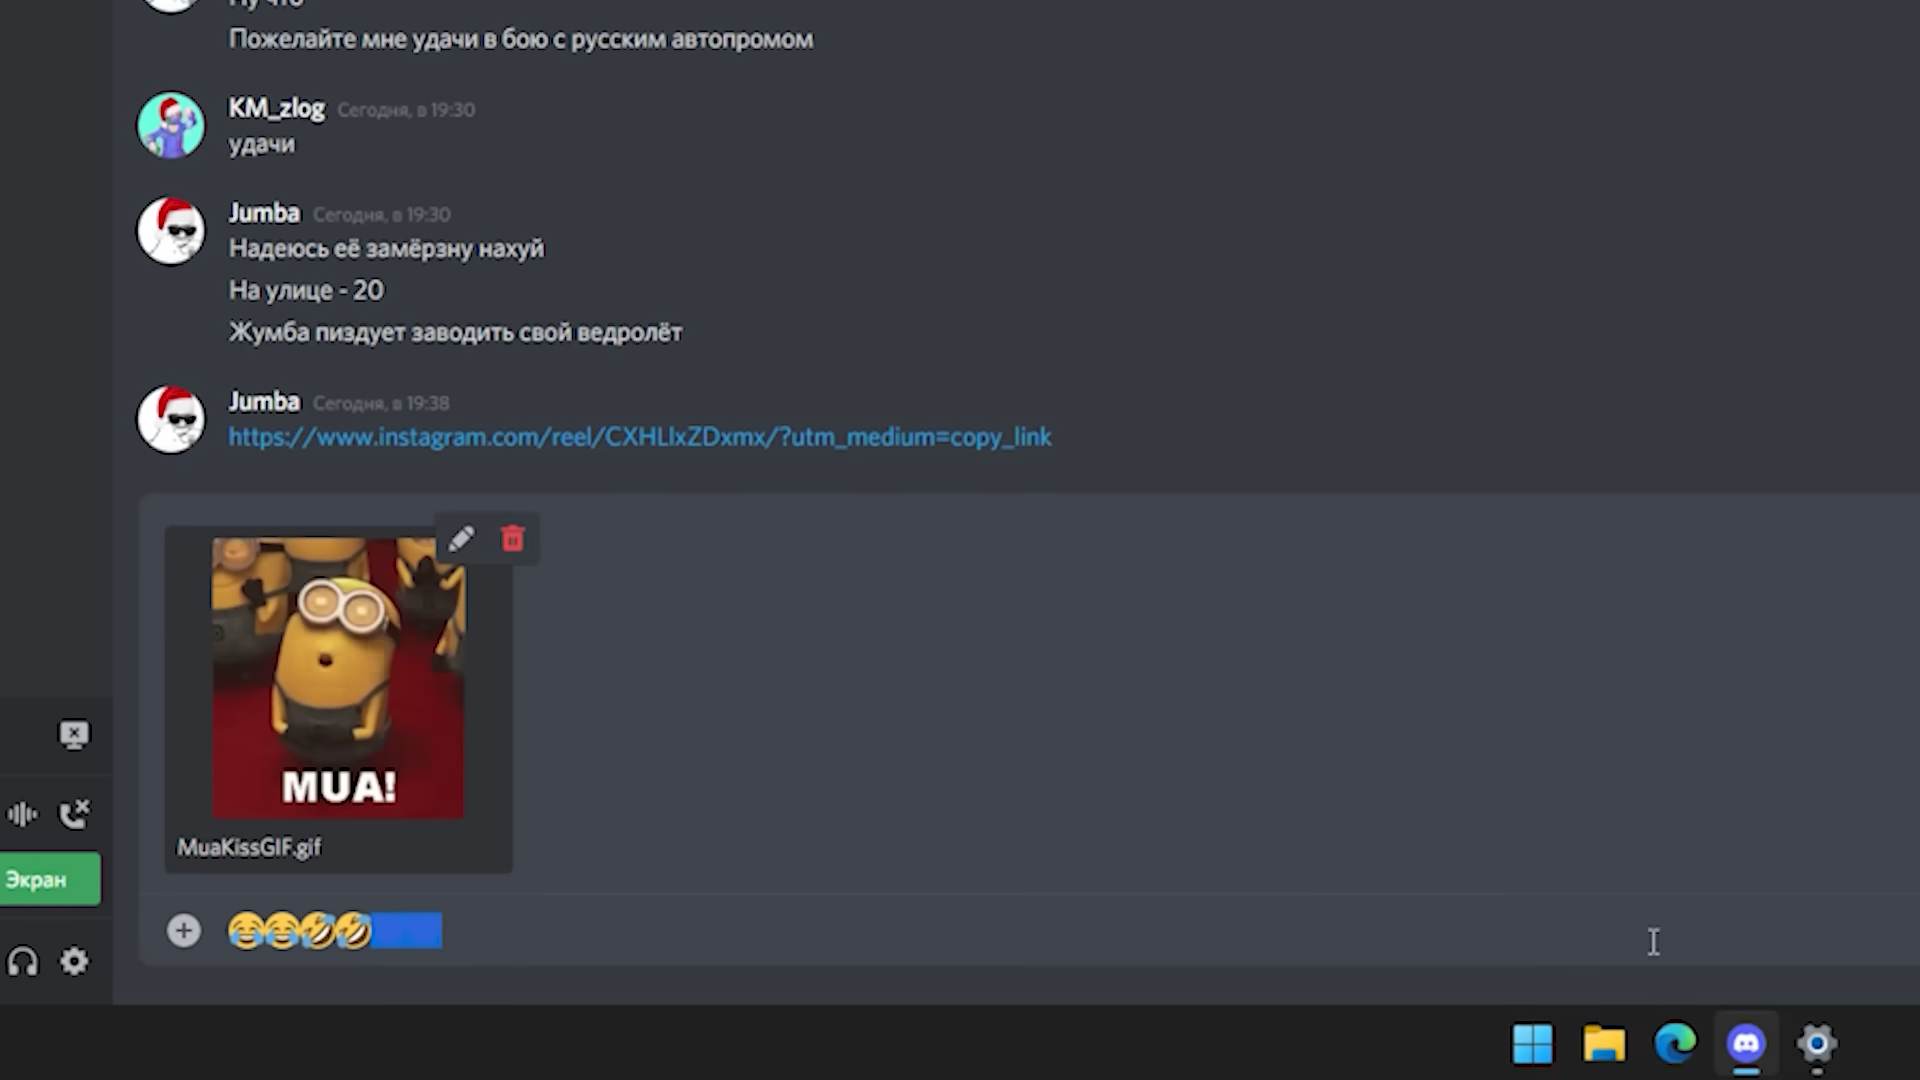 Ну что
Пожелайте мне удачи в бою с русским автопромом
KM_zlog Сегодня, в 19:30
удачи
Jumba Сегодня, в 19:30
Надеюсь её замёрзну нахуй
На улице - 20
Жумба пиздует заводить свой ведролёт
Jumba Сегодня, в 19:38
https://www.instagram.com/reel/CXHLlxZDxmx/?utm_medium=copy_link
MUA!
MuaKissGIF.gif
Экран
😂😂🤣🤣